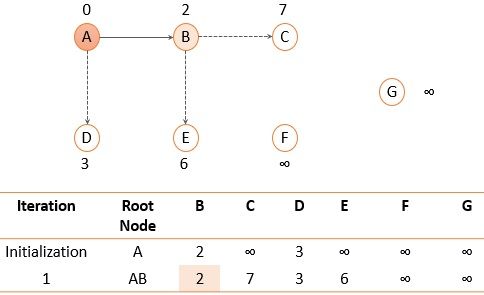 0 2 7
A B C
G ∞
D E F
3 6 ∞
Iteration Root Node B C D E F G
Initialization A 2 ∞ 3 ∞ ∞ ∞
1 AB 2 7 3 6 ∞ ∞